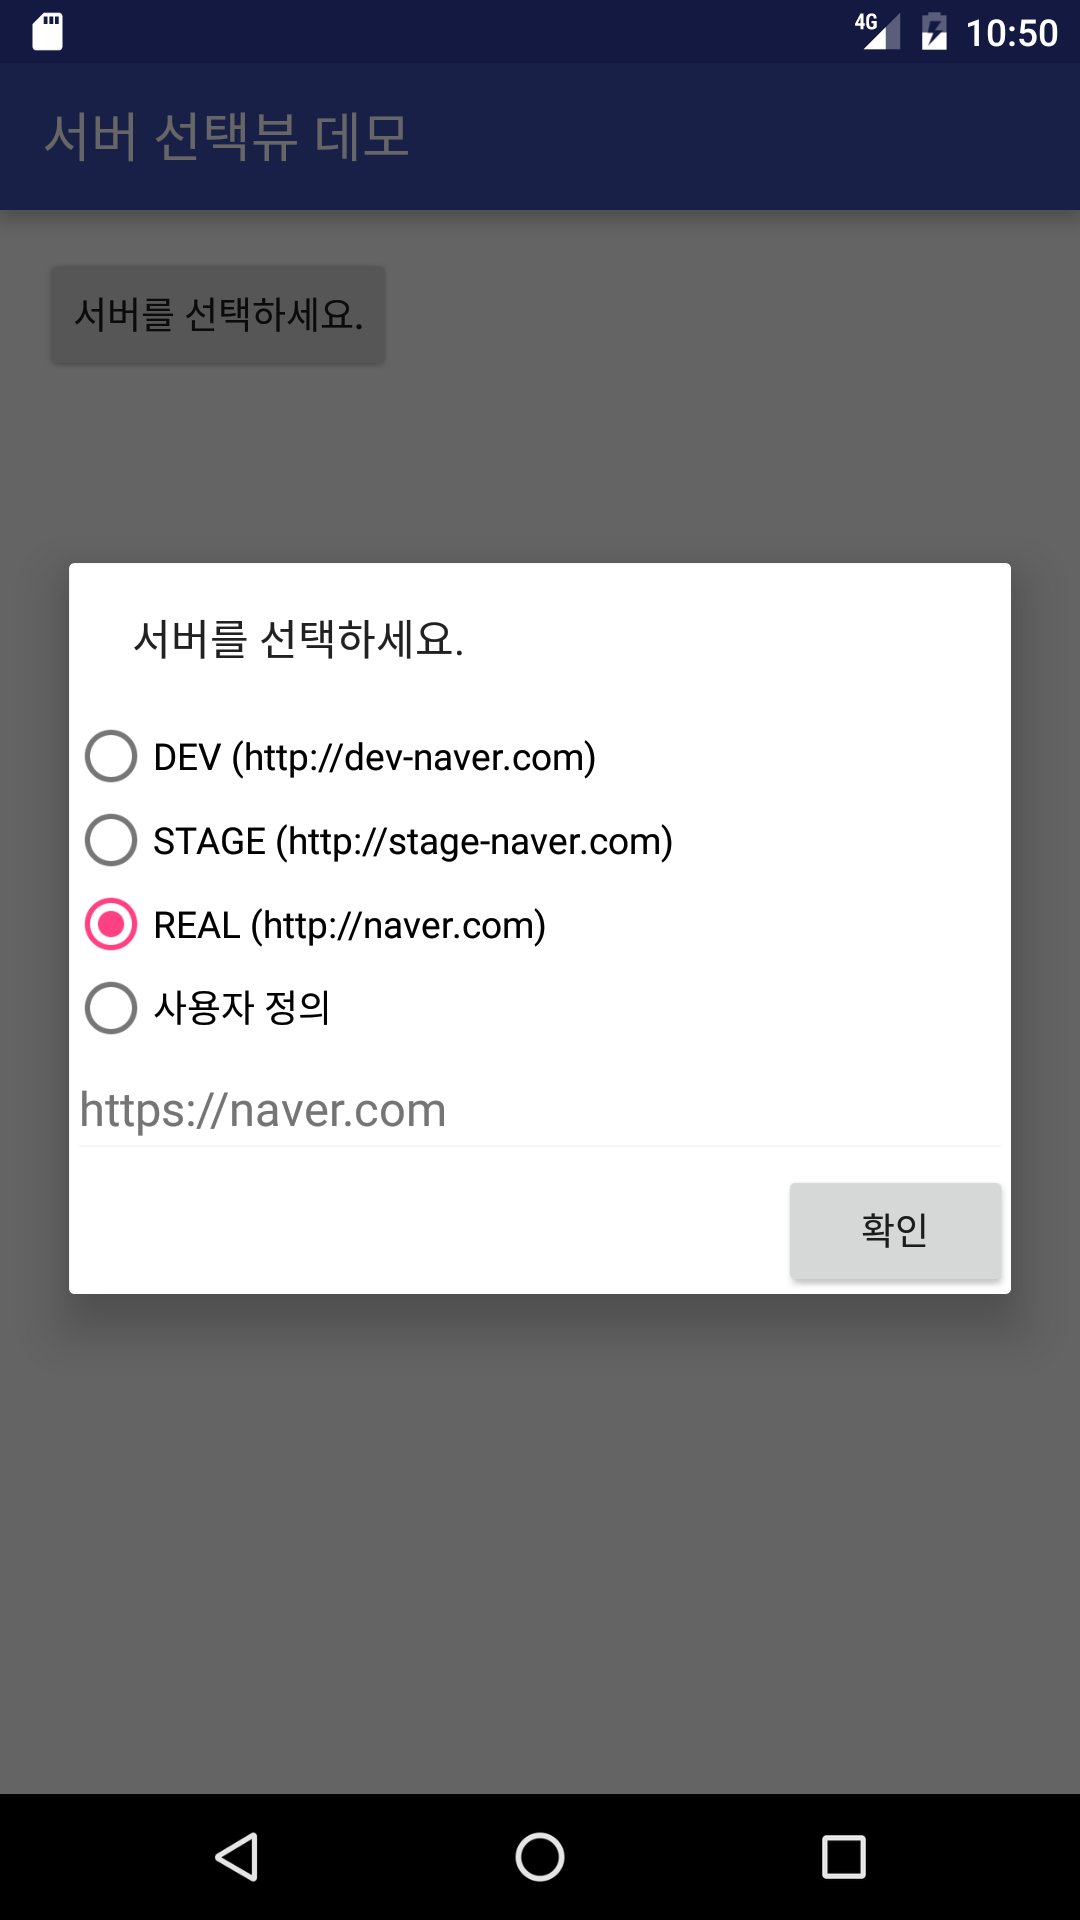 4G 10:50
서버 선택뷰 데모
서버를 선택하세요.
서버를 선택하세요.
DEV (http://dev-naver.com)
STAGE (http://stage-naver.com)
REAL (http://naver.com)
사용자 정의
https://naver.com
확인